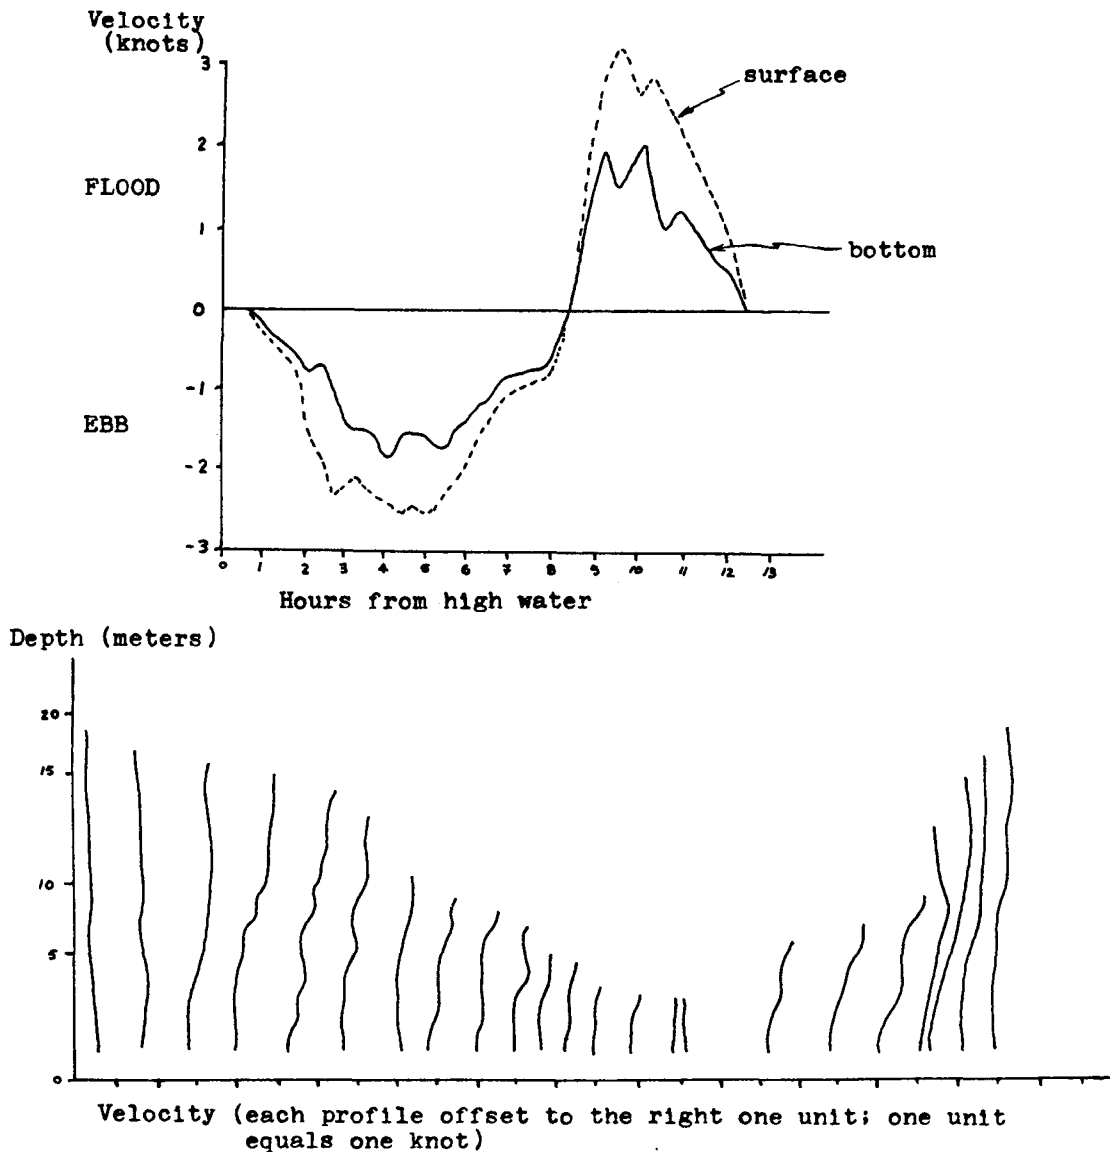 Velocity
(knots)
3
surface
2
FLOOD
1
bottom
0
-1
EBB
-2
-3
0 1 2 3 4 5 6 7 8 9 10 11 12 13
Hours from high water
Depth (meters)
20
15
10
5
0
Velocity (each profile offset to the right one unit; one unit
equals one knot)